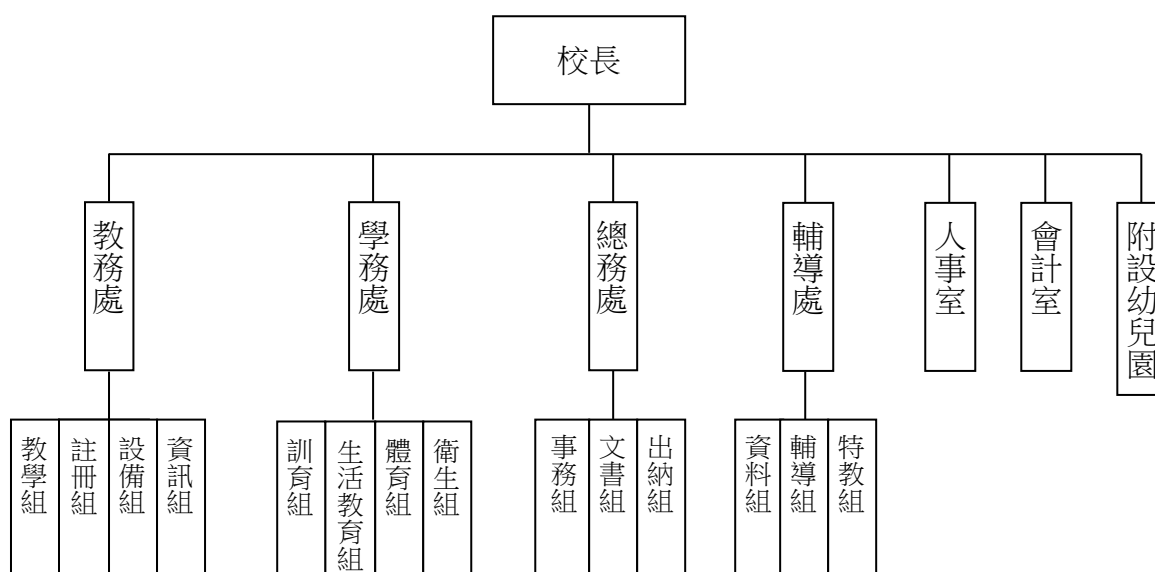 校長
教務處
學務處
總務處
輔導處
人事室
會計室
附設幼兒園
教學組
註冊組
設備組
資訊組
訓育組
生活教育組
體育組
衛生組
事務組
文書組
出納組
資料組
輔導組
特教組